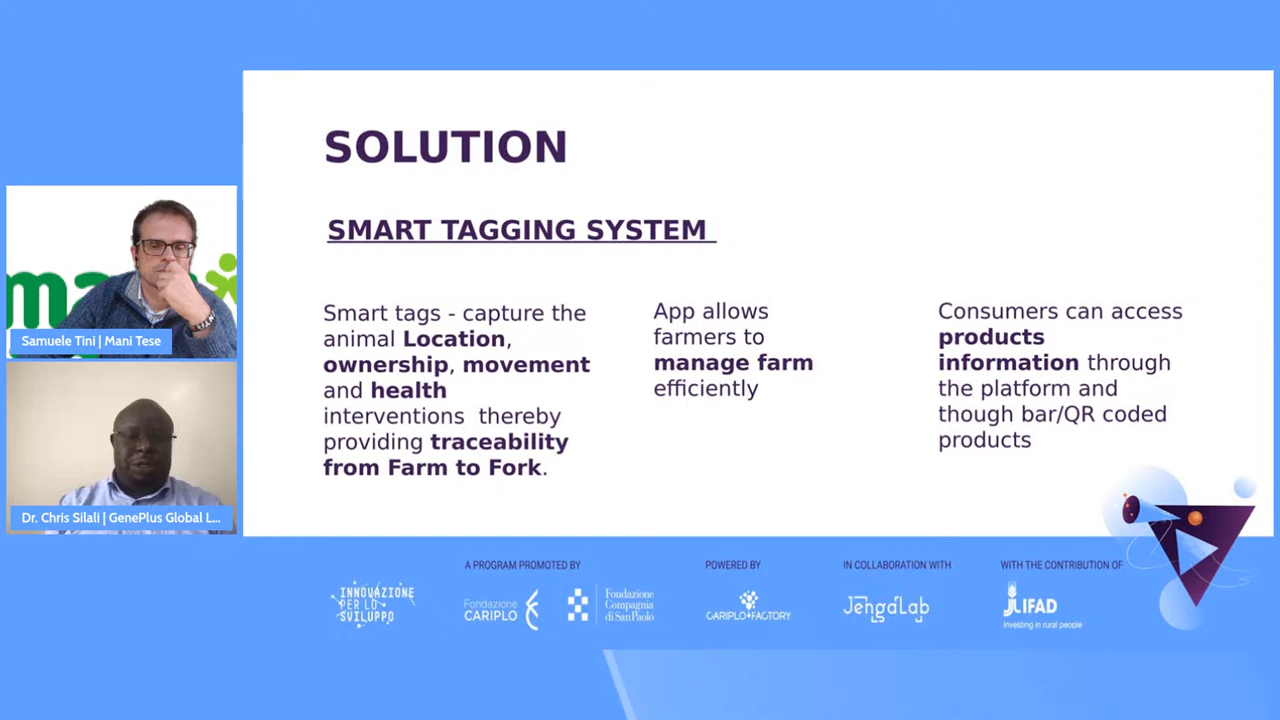 SOLUTION
SMART TAGGING SYSTEM
Smart tags - capture the
animal Location,
ownership, movement
and health
interventions thereby
providing traceability
from Farm to Fork.
App allows
farmers to
manage farm
efficiently
Consumers can access
products
information through
the platform and
though bar/QR coded
products
Samuele Tini | Mani Tese
Dr. Chris Silali | GenePlus Global L...
A PROGRAM PROMOTED BY
INNOVAZIONE
PER LO
SVILUPPO
Fondazione
CARIPLO
Fondazione
Compagnia
di San Paolo
POWERED BY
CARIPLO FACTORY
IN COLLABORATION WITH
JengaLab
WITH THE CONTRIBUTION OF
IFAD
Investing in rural people